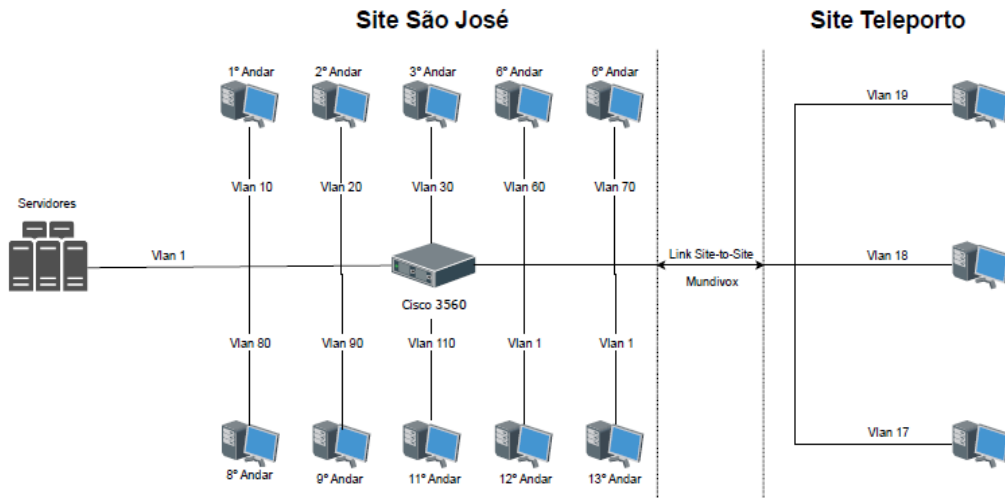 Site São José
Site Teleporto
1º Andar
2º Andar
3º Andar
6º Andar
6º Andar
Vlan 19
Vlan 10
Vlan 20
Vlan 30
Vlan 60
Vlan 70
Servidores
Vlan 1
Link Site-to-Site
Vlan 18
Mundivox
Cisco 3560
Vlan 80
Vlan 90
Vlan 110
Vlan 1
Vlan 1
Vlan 17
8º Andar
9º Andar
11º Andar
12º Andar
13º Andar